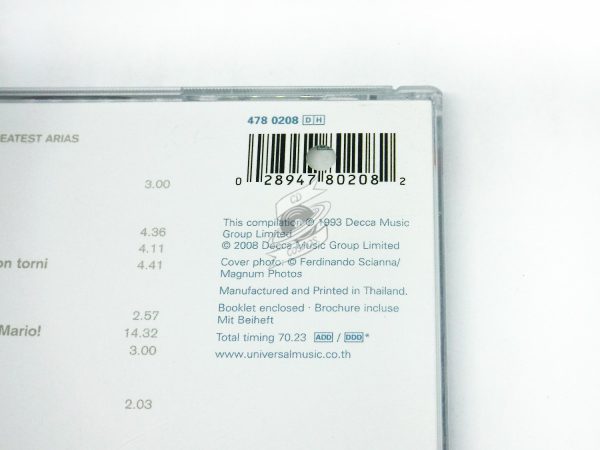 478 0208 DH
EATEST ARIAS
0 28947 80208 2
3.00
This compilation ℗ 1993 Decca Music
Group Limited
© 2008 Decca Music Group Limited
4.36
4.11
on torni 4.41
Cover photo: © Ferdinando Scianna/
Magnum Photos
Manufactured and Printed in Thailand.
Booklet enclosed · Brochure incluse
Mit Beiheft
2.57
Mario! 14.32
Total timing 70.23 ADD / DDD*
3.00
www.universalmusic.co.th
2.03
CD